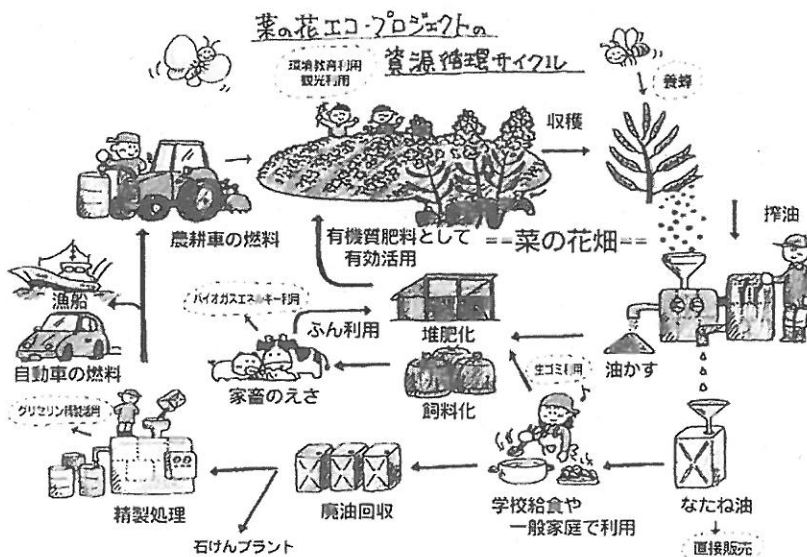 菜の花エコ・プロジェクトの
資源循環サイクル
環境教育利用
観光利用
養蜂
収穫
搾油
農耕車の燃料
有機質肥料として
有効活用
==菜の花畑==
漁船
バイオガスエネルギー利用
ふん利用
堆肥化
油かす
自動車の燃料
家畜のえさ
飼料化
生ゴミ利用
グリセリン精製活用
精製処理
廃油回収
学校給食や
一般家庭で利用
なたね油
石けんプラント
直接販売